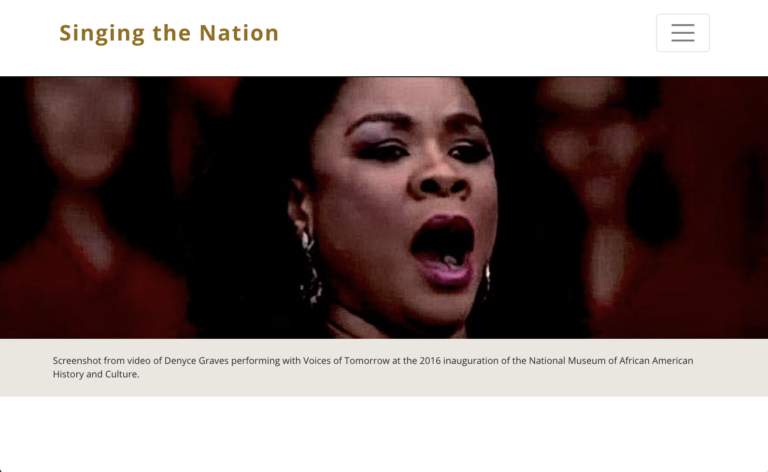 Singing the Nation
Screenshot from video of Denyce Graves performing with Voices of Tomorrow at the 2016 inauguration of the National Museum of African American
History and Culture.